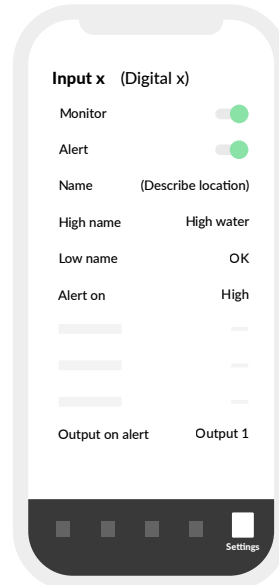 Input x (Digital x)
Monitor
Alert
Name (Describe location)
High name High water
Low name OK
Alert on High
Output on alert Output 1
Settings